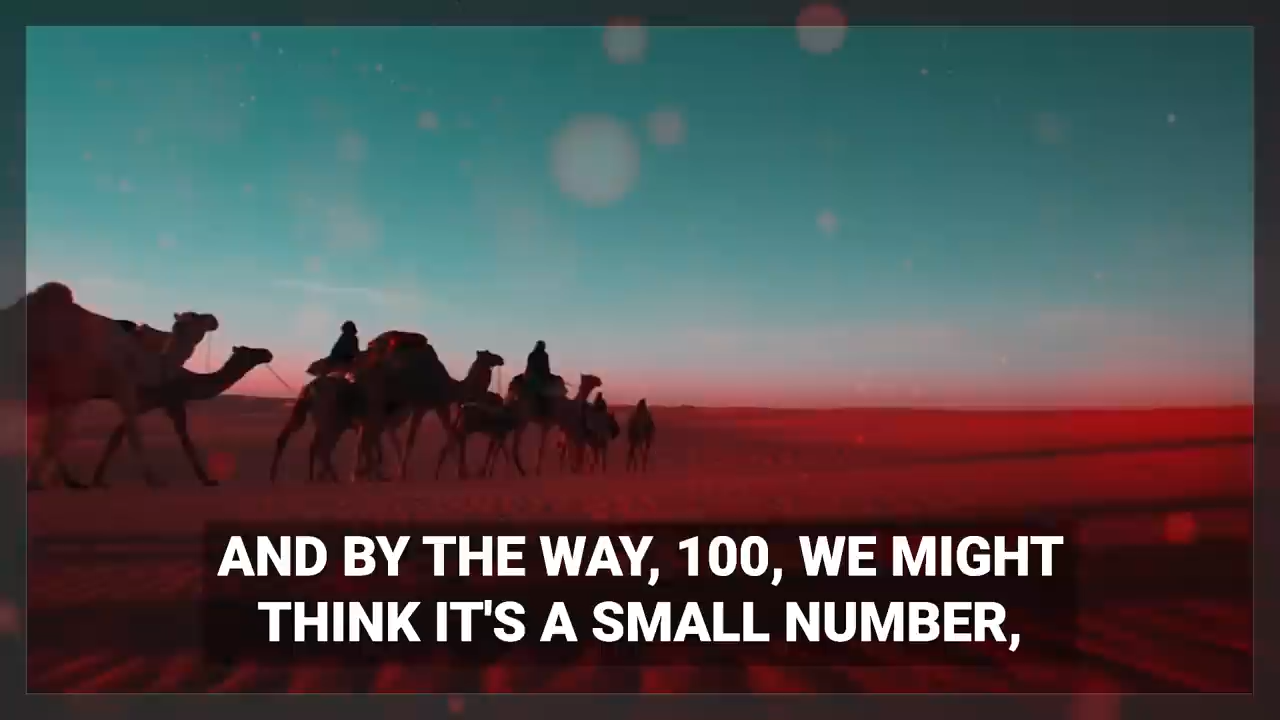 AND BY THE WAY, 100, WE MIGHT
THINK IT'S A SMALL NUMBER,